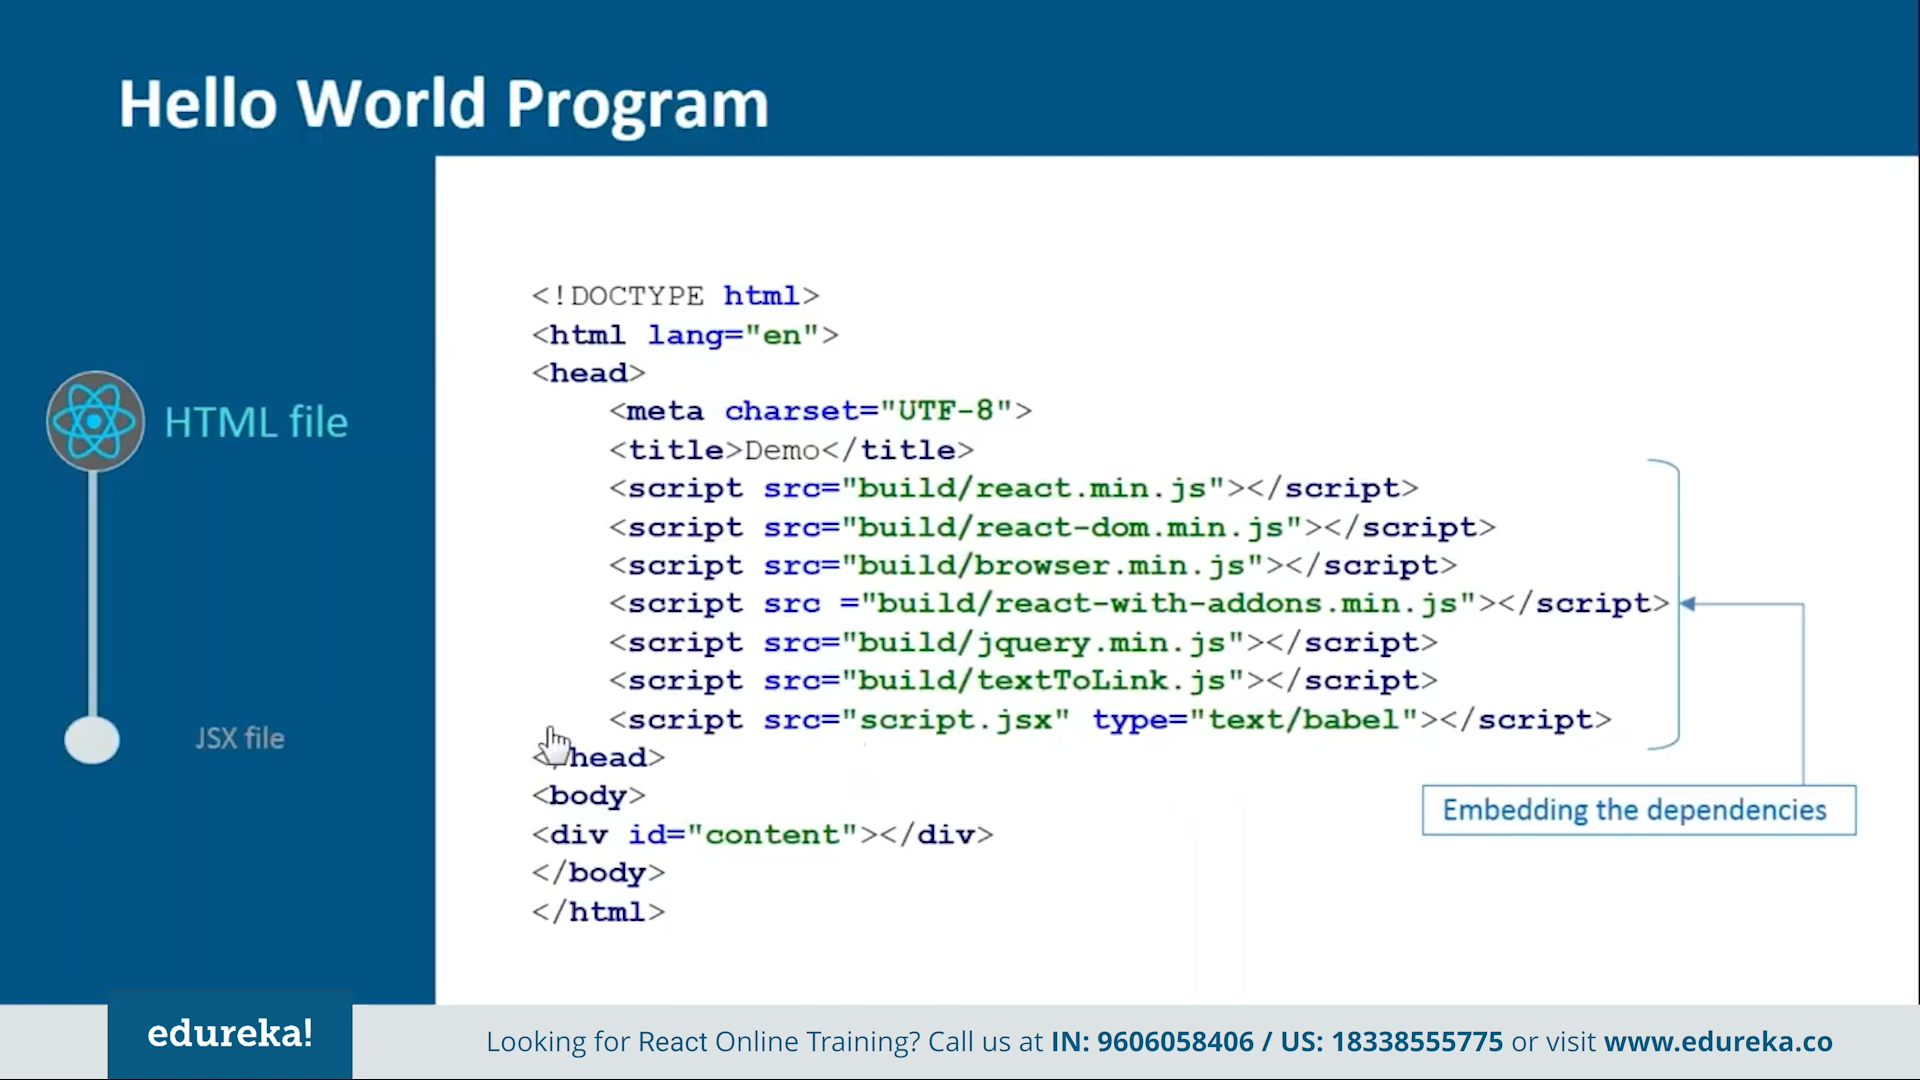 Hello World Program
HTML file
JSX file
<!DOCTYPE html>
<html lang="en">
<head>
<meta charset="UTF-8">
<title>Demo</title>
<script src="build/react.min.js"></script>
<script src="build/react-dom.min.js"></script>
<script src="build/browser.min.js"></script>
<script src ="build/react-with-addons.min.js"></script>
<script src="build/jquery.min.js"></script>
<script src="build/textToLink.js"></script>
<script src="script.jsx" type="text/babel"></script>
</head>
<body>
<div id="content"></div>
</body>
</html>
Embedding the dependencies
edureka!
Looking for React Online Training? Call us at IN: 9606058406 / US: 18338555775 or visit www.edureka.co